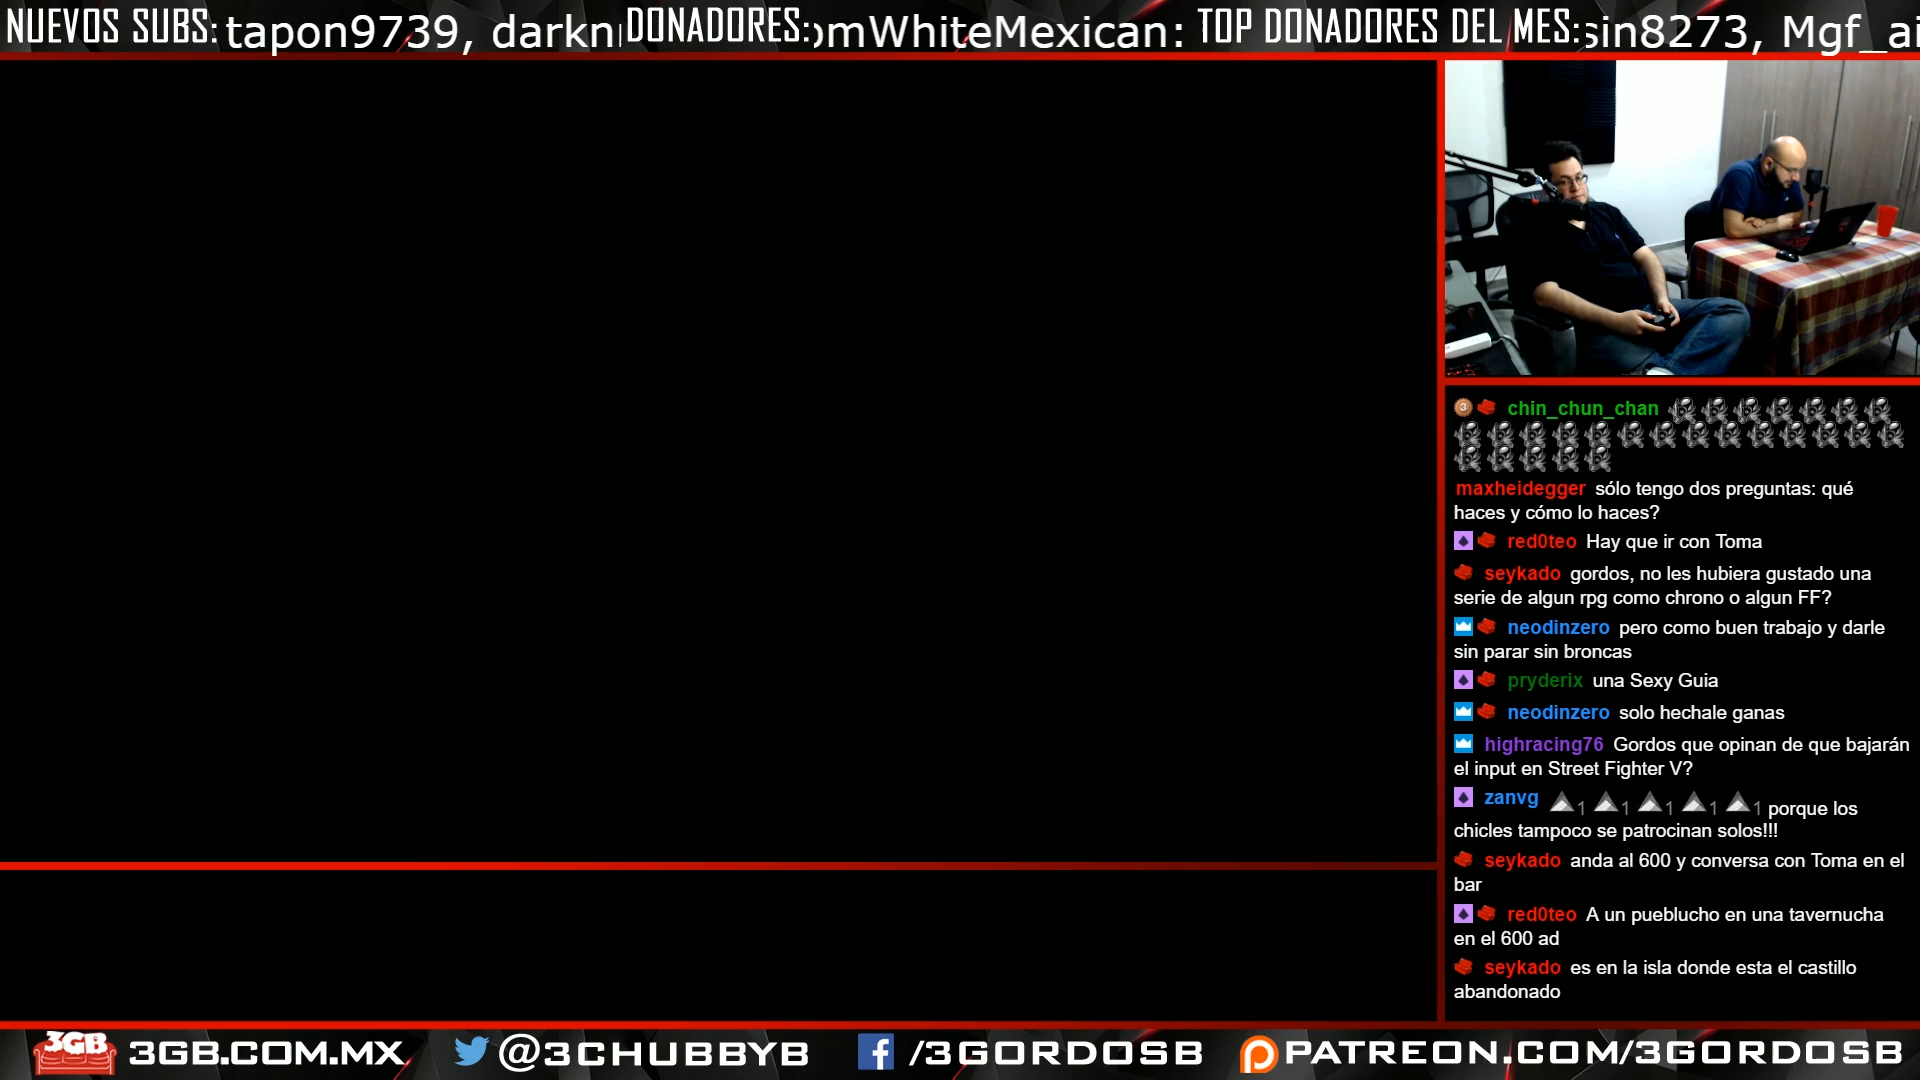 NUEVOS SUBS: tapon9739, darkn DONADORES: omWhiteMexican: TOP DONADORES DEL MES: sin8273, Mgf_ai
chin_chun_chan
maxheidegger sólo tengo dos preguntas: qué
haces y cómo lo haces?
red0teo Hay que ir con Toma
seykado gordos, no les hubiera gustado una
serie de algun rpg como chrono o algun FF?
neodinzero pero como buen trabajo y darle
sin parar sin broncas
pryderix una Sexy Guia
neodinzero solo hechale ganas
highracing76 Gordos que opinan de que bajarán
el input en Street Fighter V?
zanvg 1 1 1 1 1 porque los
chicles tampoco se patrocinan solos!!!
seykado anda al 600 y conversa con Toma en el
bar
red0teo A un pueblucho en una tavernucha
en el 600 ad
seykado es en la isla donde esta el castillo
abandonado
3GB 3GB.COM.MX @3CHUBBYB /3GORDOSB PATREON.COM/3GORDOSB